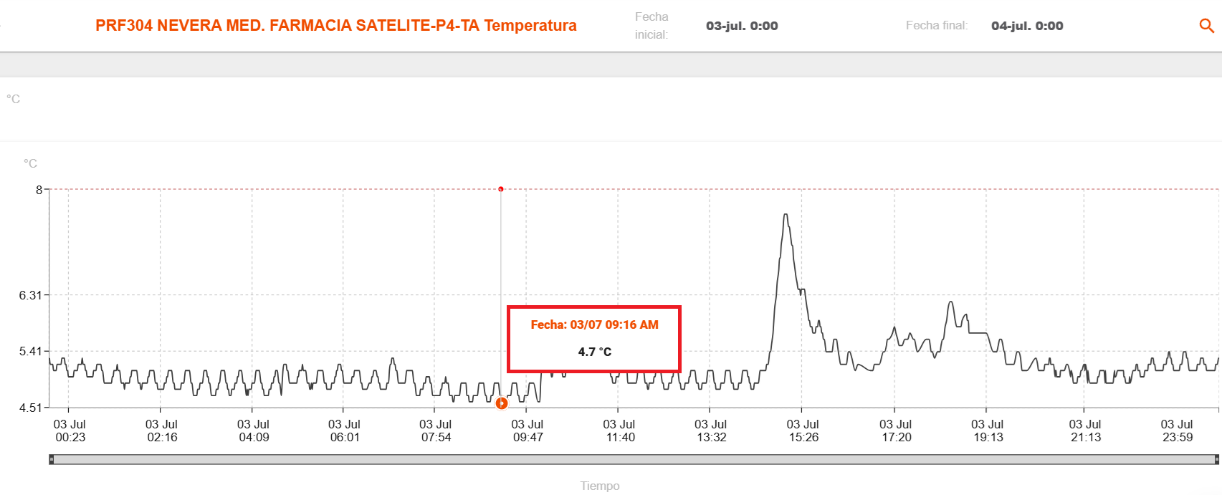 PRF304 NEVERA MED. FARMACIA SATELITE-P4-TA Temperatura
Fecha
inicial:
03-jul. 0:00
Fecha final:
04-jul. 0:00
°C
°C
8
6.31
5.41
4.51
Fecha: 03/07 09:16 AM
4.7 °C
03 Jul 03 Jul 03 Jul 03 Jul 03 Jul 03 Jul 03 Jul 03 Jul 03 Jul 03 Jul 03 Jul 03 Jul 03 Jul
00:23 02:16 04:09 06:01 07:54 09:47 11:40 13:32 15:26 17:20 19:13 21:13 23:59
Tiempo